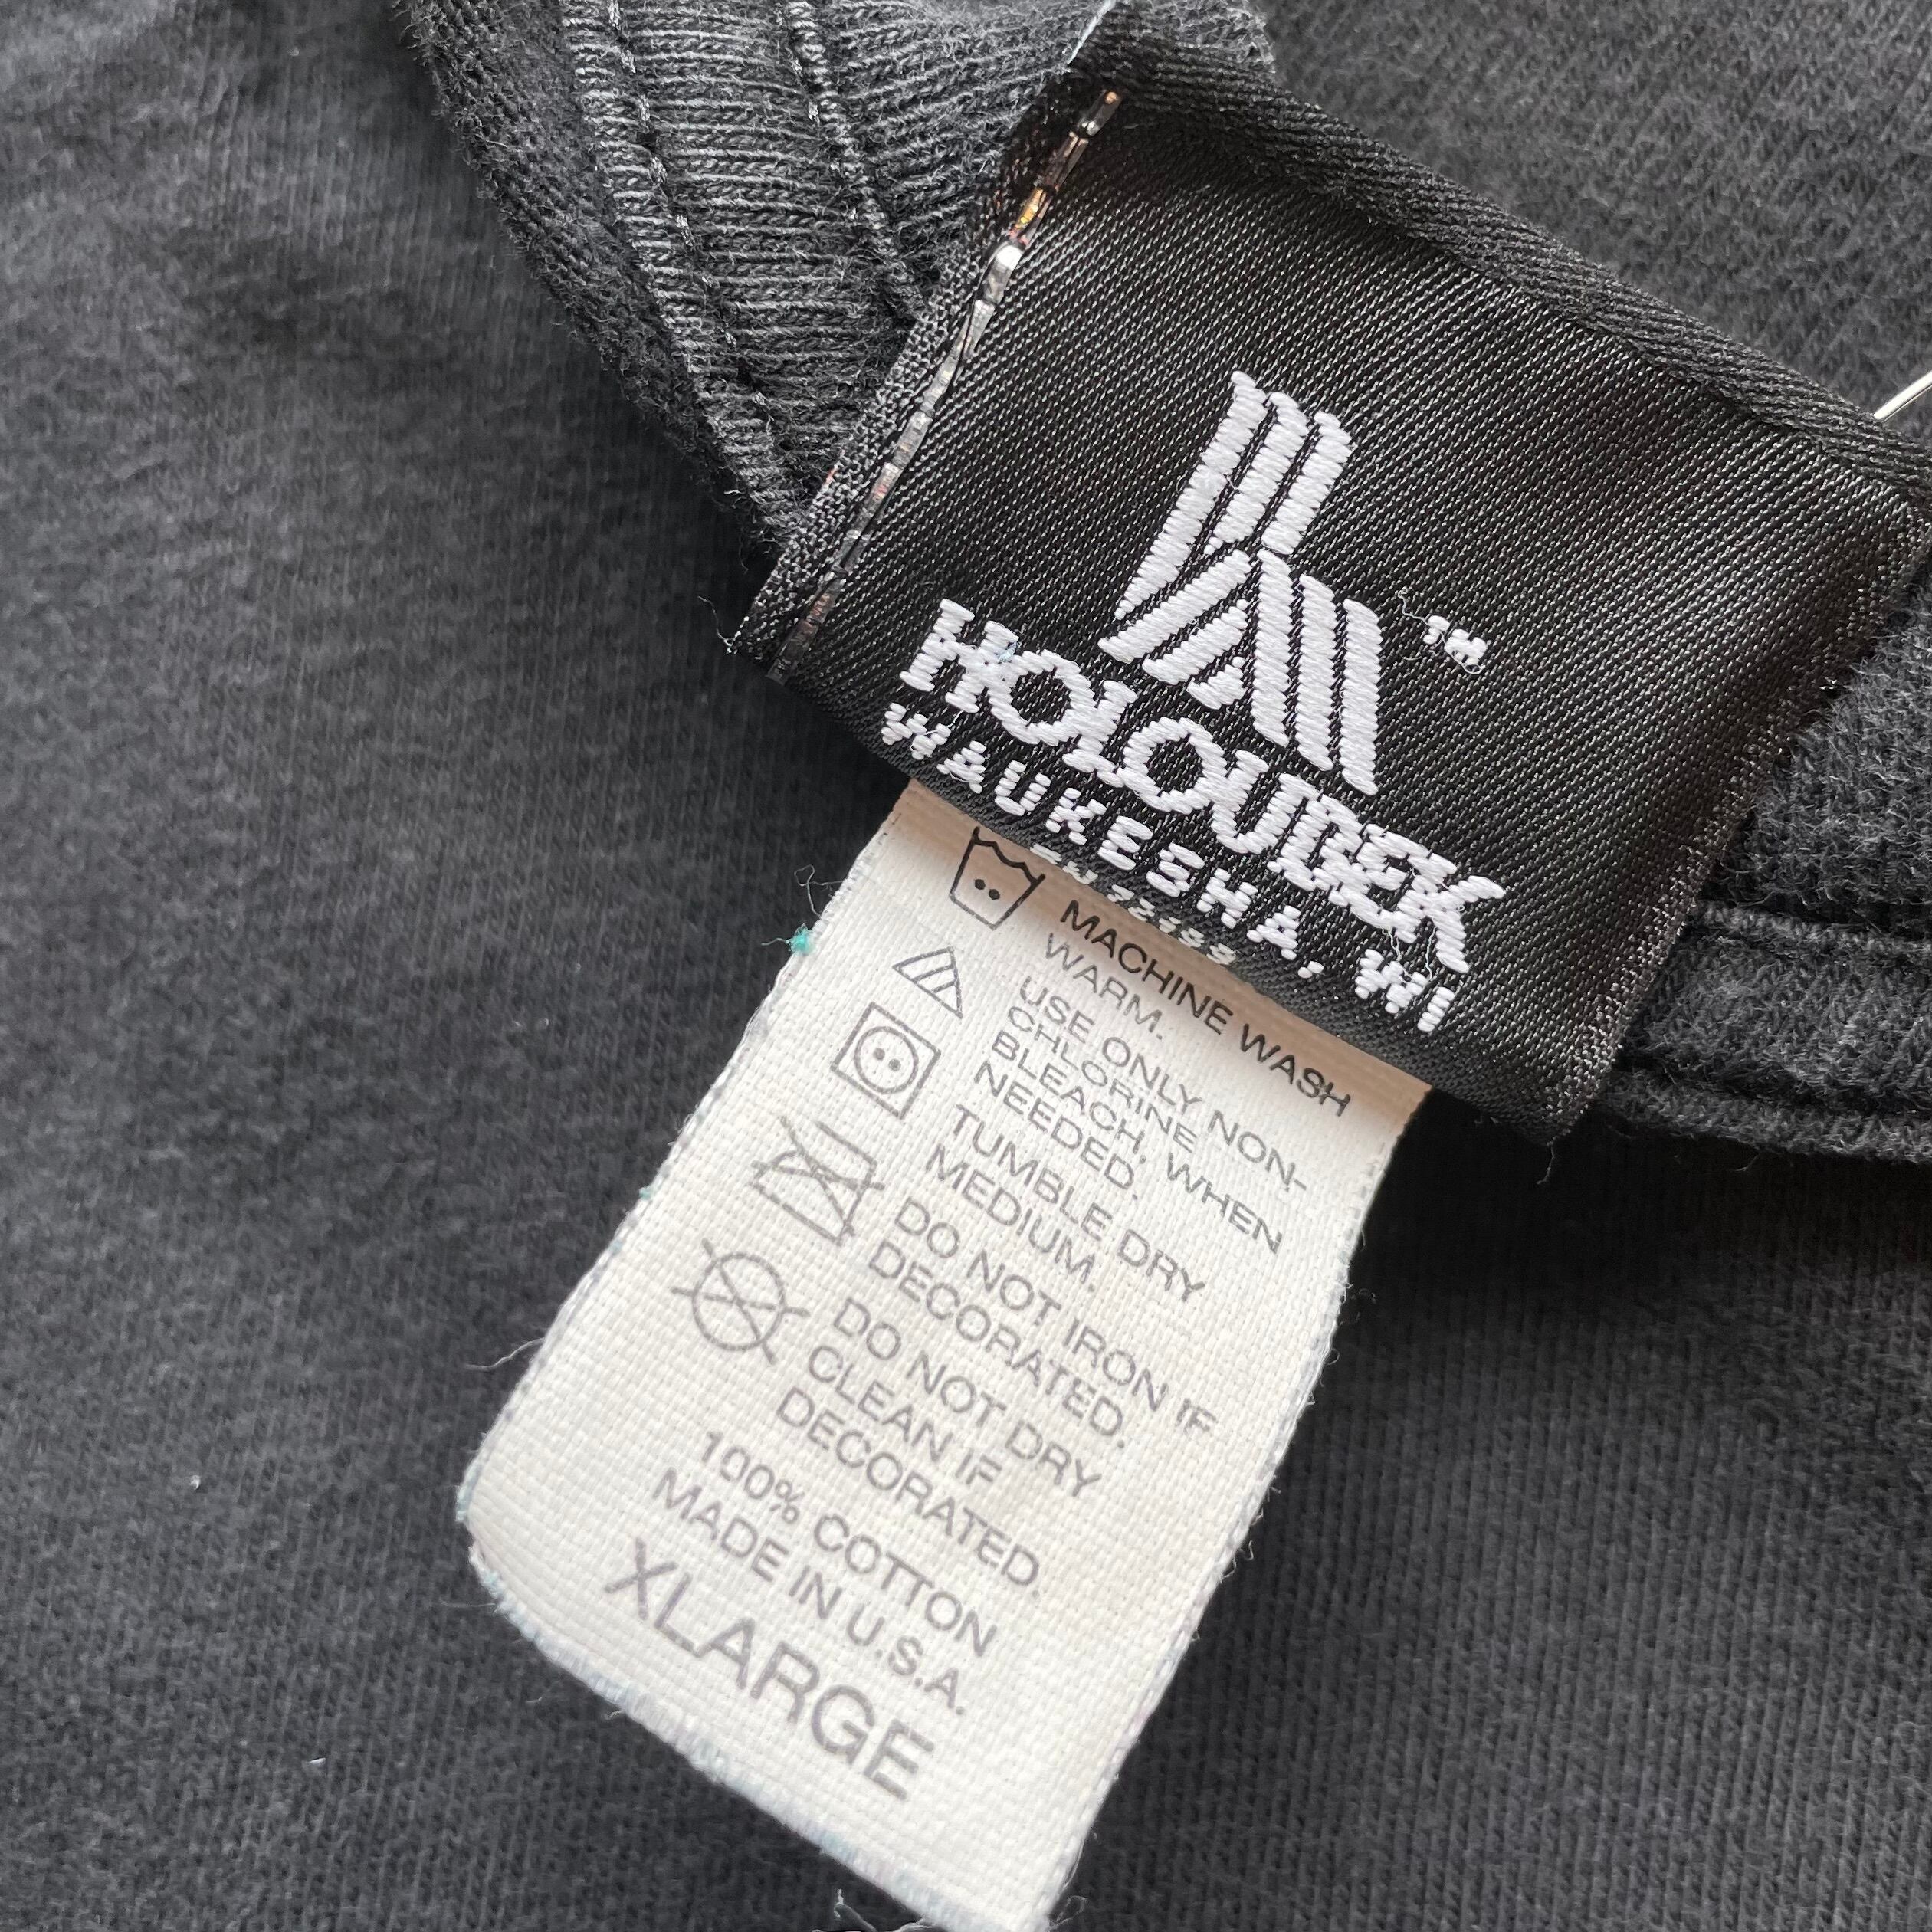 TM
HOLOUBEK
WAUKESHA, WI
MACHINE WASH
WARM.
USE ONLY NON-
CHLORINE
BLEACH, WHEN
NEEDED.
TUMBLE DRY
MEDIUM.
DO NOT IRON IF
DECORATED.
DO NOT DRY
CLEAN IF
DECORATED.
100% COTTON
MADE IN U.S.A.
XLARGE